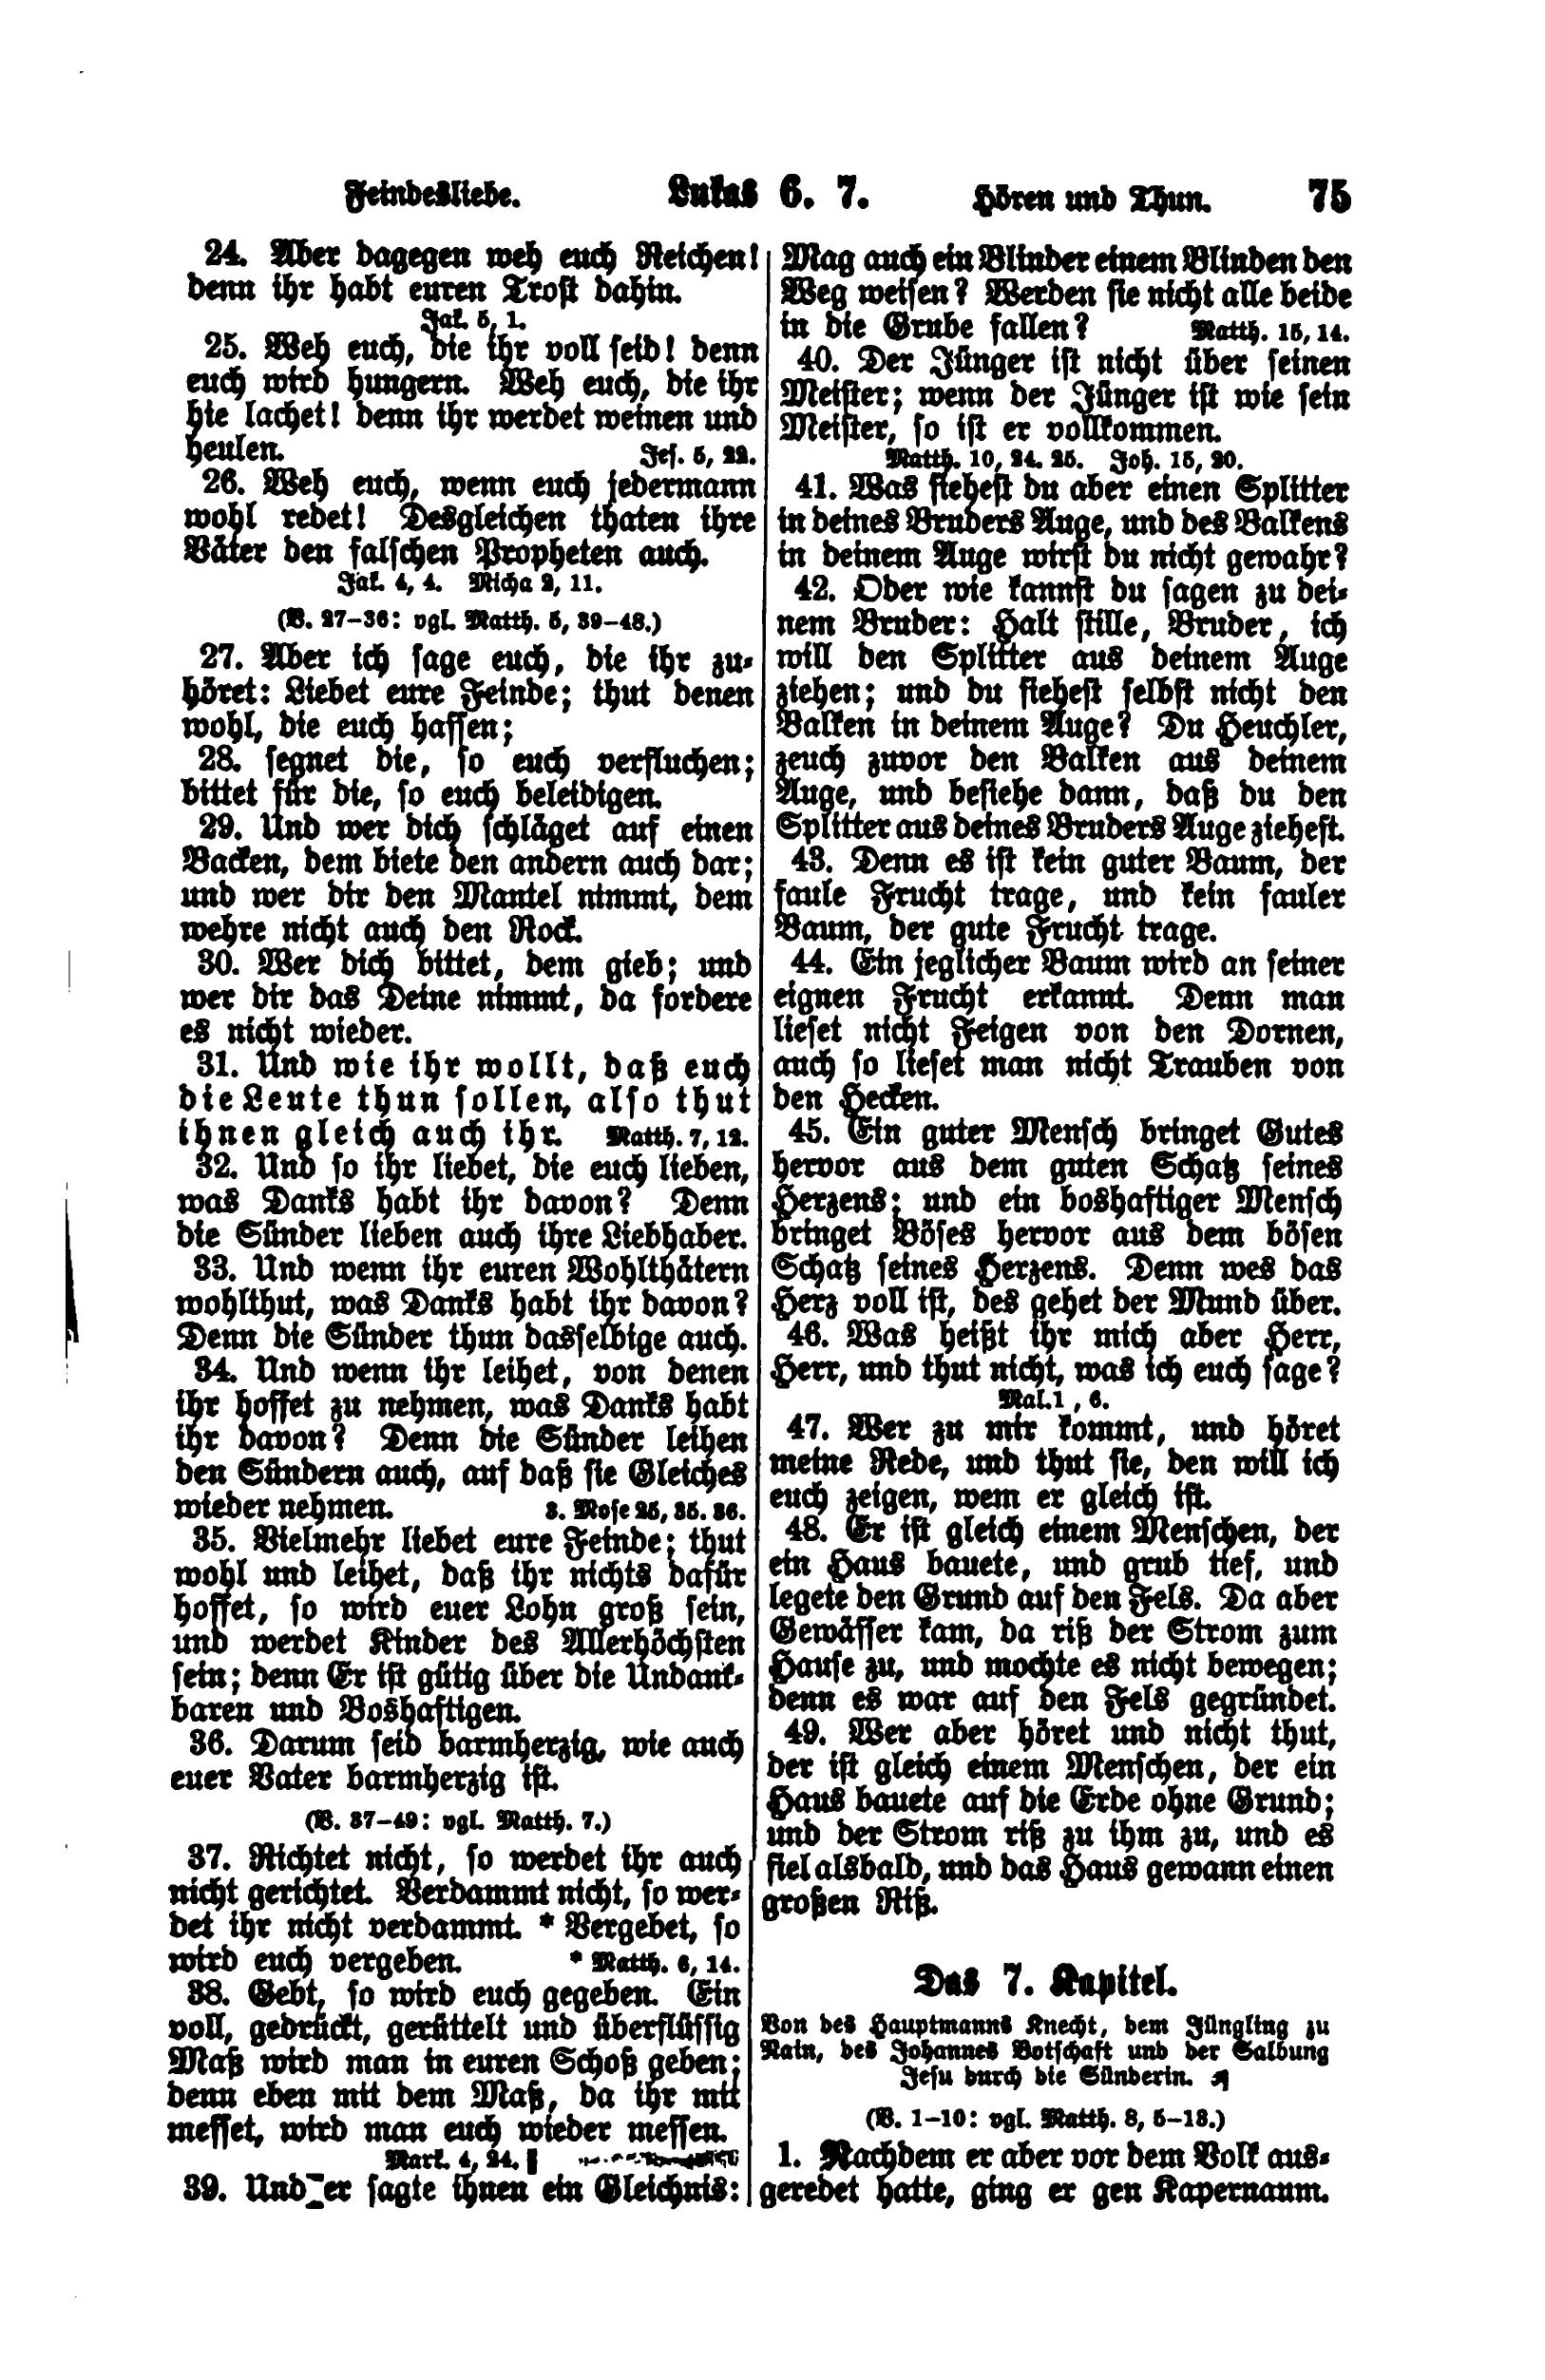 Feindesliebe. Lukas 6. 7. Hören und Thun. 75
24. Aber dagegen weh euch Reichen!
denn ihr habt euren Trost dahin.
Jak. 5, 1.
25. Weh euch, die ihr voll seid! denn
euch wird hungern. Weh euch, die ihr
hie lachet! denn ihr werdet weinen und
heulen. Jes. 5, 22.
26. Weh euch, wenn euch jedermann
wohl redet! Desgleichen thaten ihre
Väter den falschen Propheten auch.
Jak. 4, 4. Micha 2, 11.
(V. 27–36: vgl. Matth. 5, 39–48.)
27. Aber ich sage euch, die ihr zu-
höret: Liebet eure Feinde; thut denen
wohl, die euch hassen;
28. segnet die, so euch verfluchen;
bittet für die, so euch beleidigen.
29. Und wer dich schläget auf einen
Backen, dem biete den andern auch dar;
und wer dir den Mantel nimmt, dem
wehre nicht auch den Rock.
30. Wer dich bittet, dem gieb; und
wer dir das Deine nimmt, da fordere
es nicht wieder.
31. Und wie ihr wollt, daß euch
die Leute thun sollen, also thut
ihnen gleich auch ihr. Matth. 7, 12.
32. Und so ihr liebet, die euch lieben,
was Danks habt ihr davon? Denn
die Sünder lieben auch ihre Liebhaber.
33. Und wenn ihr euren Wohlthätern
wohlthut, was Danks habt ihr davon?
Denn die Sünder thun dasselbige auch.
34. Und wenn ihr leihet, von denen
ihr hoffet zu nehmen, was Danks habt
ihr davon? Denn die Sünder leihen
den Sündern auch, auf daß sie Gleiches
wieder nehmen. 3. Mose 25, 35. 36.
35. Vielmehr liebet eure Feinde; thut
wohl und leihet, daß ihr nichts dafür
hoffet, so wird euer Lohn groß sein,
und werdet Kinder des Allerhöchsten
sein; denn Er ist gütig über die Undank-
baren und Boshaftigen.
36. Darum seid barmherzig, wie auch
euer Vater barmherzig ist.
(V. 37–49: vgl. Matth. 7.)
37. Richtet nicht, so werdet ihr auch
nicht gerichtet. Verdammt nicht, so wer-
det ihr nicht verdammt. * Vergebet, so
wird euch vergeben. * Matth. 6, 14.
38. Gebt, so wird euch gegeben. Ein
voll, gedrückt, gerüttelt und überflüssig
Maß wird man in euren Schoß geben;
denn eben mit dem Maß, da ihr mit
messet, wird man euch wieder messen.
Mark. 4, 24.
39. Und er sagte ihnen ein Gleichnis:
Mag auch ein Blinder einem Blinden den
Weg weisen? Werden sie nicht alle beide
in die Grube fallen? Matth. 15, 14.
40. Der Jünger ist nicht über seinen
Meister; wenn der Jünger ist wie sein
Meister, so ist er vollkommen.
Matth. 10, 24. 25. Joh. 15, 20.
41. Was siehest du aber einen Splitter
in deines Bruders Auge, und des Balkens
in deinem Auge wirst du nicht gewahr?
42. Oder wie kannst du sagen zu dei-
nem Bruder: Halt stille, Bruder, ich
will den Splitter aus deinem Auge
ziehen; und du siehest selbst nicht den
Balken in deinem Auge? Du Heuchler,
zeuch zuvor den Balken aus deinem
Auge, und besiehe dann, daß du den
Splitter aus deines Bruders Auge ziehest.
43. Denn es ist kein guter Baum, der
faule Frucht trage, und kein fauler
Baum, der gute Frucht trage.
44. Ein jeglicher Baum wird an seiner
eignen Frucht erkannt. Denn man
lieset nicht Feigen von den Dornen,
auch so lieset man nicht Trauben von
den Hecken.
45. Ein guter Mensch bringet Gutes
hervor aus dem guten Schatz seines
Herzens; und ein boshaftiger Mensch
bringet Böses hervor aus dem bösen
Schatz seines Herzens. Denn wes das
Herz voll ist, des gehet der Mund über.
46. Was heißt ihr mich aber Herr,
Herr, und thut nicht, was ich euch sage?
Mal. 1, 6.
47. Wer zu mir kommt, und höret
meine Rede, und thut sie, den will ich
euch zeigen, wem er gleich ist.
48. Er ist gleich einem Menschen, der
ein Haus bauete, und grub tief, und
legete den Grund auf den Fels. Da aber
Gewässer kam, da riß der Strom zum
Hause zu, und mochte es nicht bewegen;
denn es war auf den Fels gegründet.
49. Wer aber höret und nicht thut,
der ist gleich einem Menschen, der ein
Haus bauete auf die Erde ohne Grund;
und der Strom riß zu ihm zu, und es
fiel alsbald, und das Haus gewann einen
großen Riß.
Das 7. Kapitel.
Von des Hauptmanns Knecht, dem Jüngling zu
Nain, des Johannes Botschaft und der Salbung
Jesu durch die Sünderin.
(V. 1–10: vgl. Matth. 8, 5–13.)
1. Nachdem er aber vor dem Volk aus-
geredet hatte, ging er gen Kapernaum.